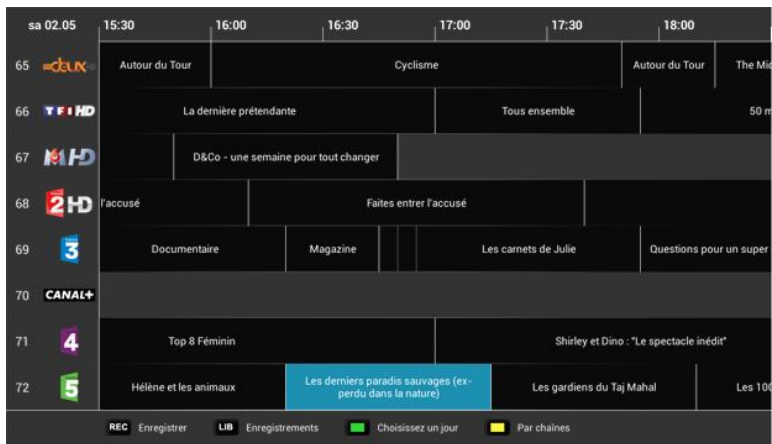 sa 02.05 15:30 16:00 16:30 17:00 17:30 18:00
65 deux HD Autour du Tour Cyclisme Autour du Tour The Mid
66 TF1 HD La dernière prétendante Tous ensemble 50 m
67 M6 HD D&Co - une semaine pour tout changer
68 2 HD l'accusé Faites entrer l'accusé
69 3 Documentaire Magazine Les carnets de Julie Questions pour un super
70 CANAL+
71 4 Top 8 Féminin Shirley et Dino : "Le spectacle inédit"
72 5 Hélène et les animaux Les derniers paradis sauvages (ex-
perdu dans la nature) Les gardiens du Taj Mahal Les 100
REC Enregistrer LIB Enregistrements Choisissez un jour Par chaînes